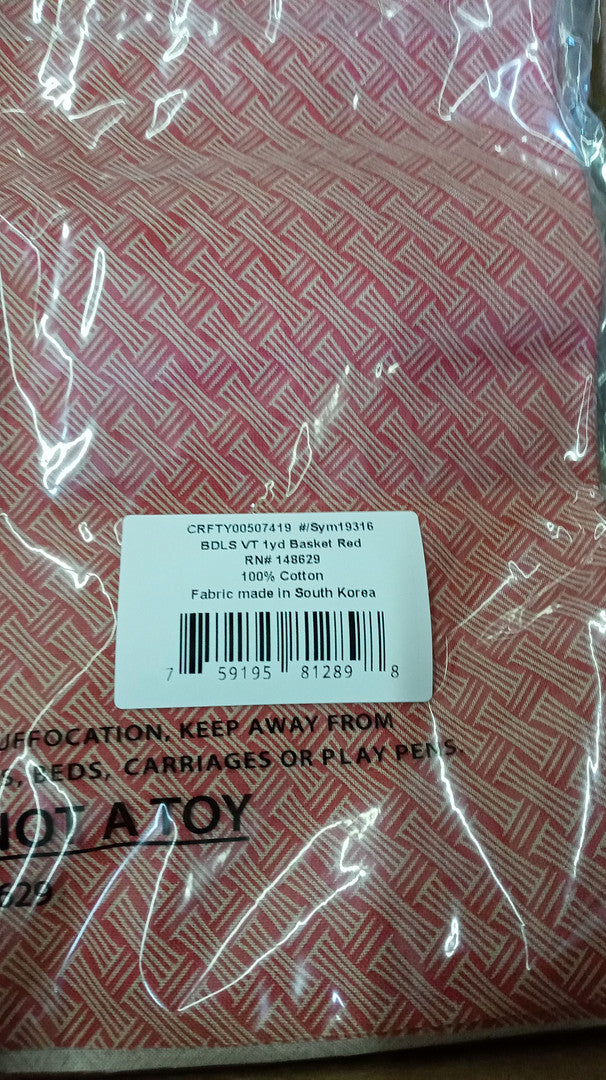 CRFTY00507419 #/Sym19316
BDLS VT 1yd Basket Red
RN# 148629
100% Cotton
Fabric made in South Korea
7 59195 81289 8
UFFOCATION, KEEP AWAY FROM
S, BEDS, CARRIAGES OR PLAY PENS.
NOT A TOY
629